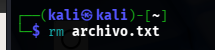 ┌──(kali㉿kali)-[~]
└─$ rm archivo.txt